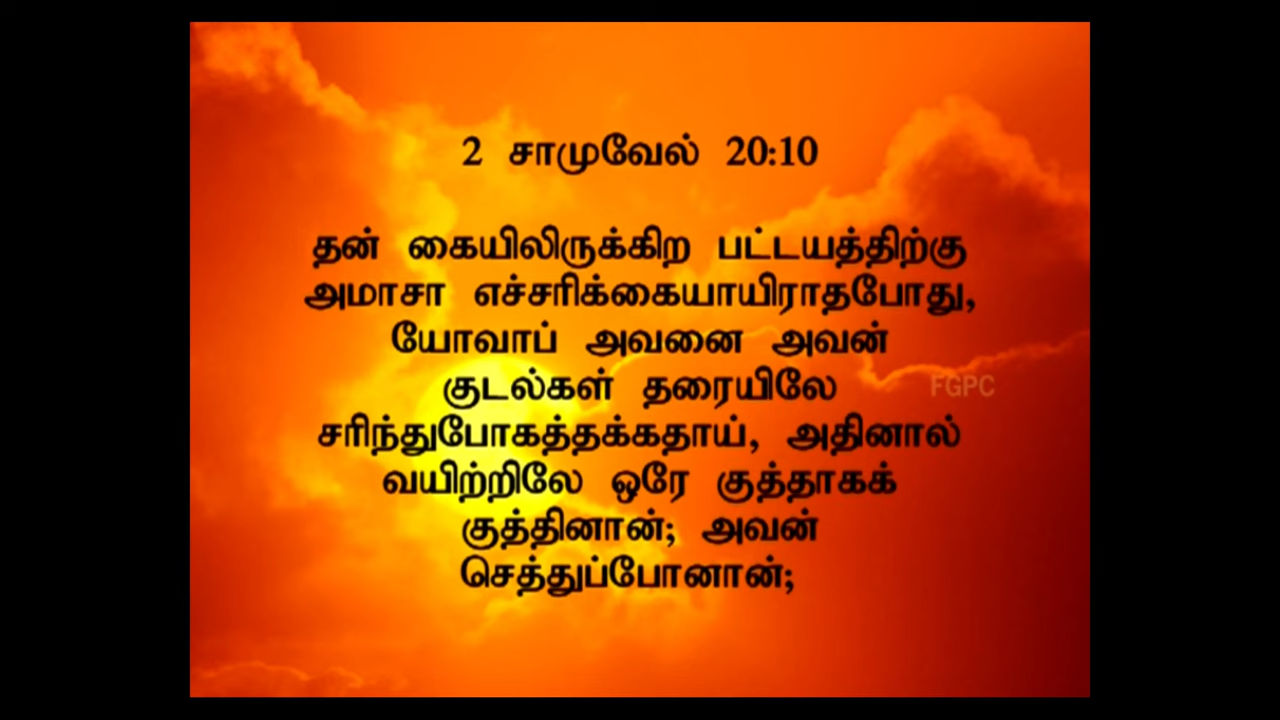 2 சாமுவேல் 20:10
தன் கையிலிருக்கிற பட்டயத்திற்கு
அமாசா எச்சரிக்கையாயிராதபோது,
யோவாப் அவனை அவன்
குடல்கள் தரையிலே
FGPC
சரிந்துபோகத்தக்கதாய், அதினால்
வயிற்றிலே ஒரே குத்தாகக்
குத்தினான்; அவன்
செத்துப்போனான்;